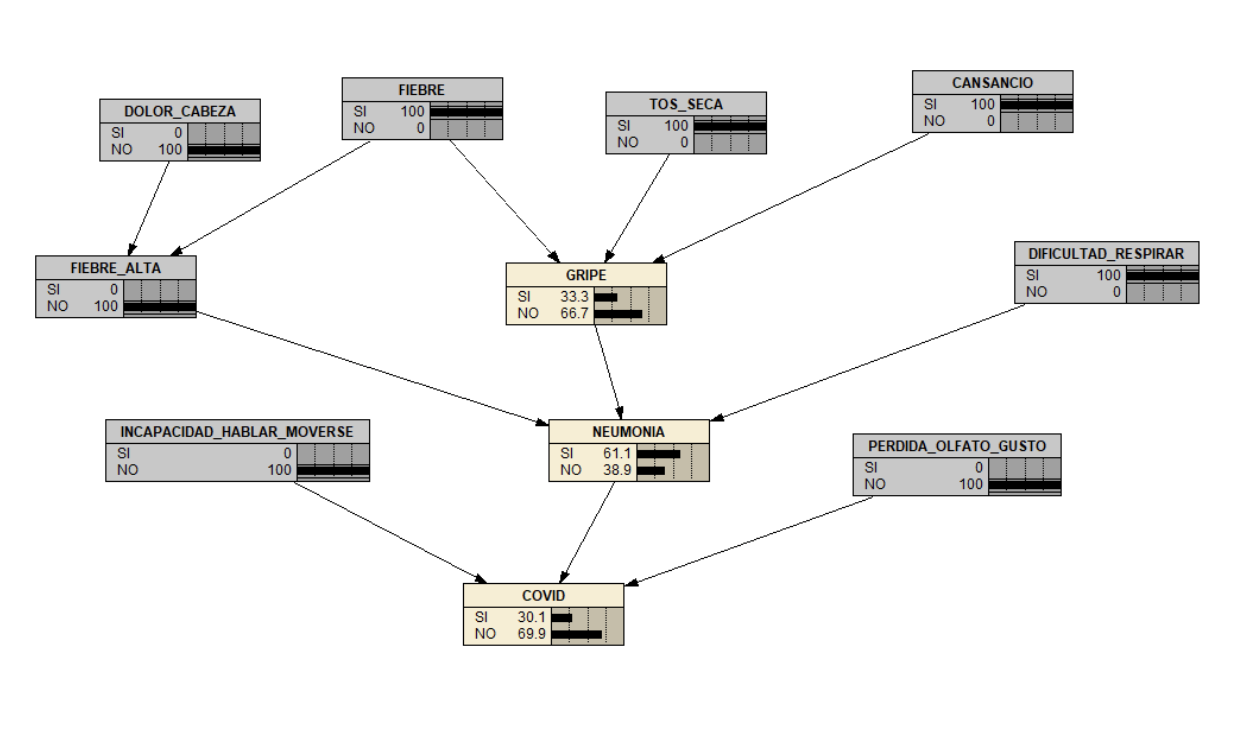 DOLOR_CABEZA
SI 0
NO 100
FIEBRE
SI 100
NO 0
TOS_SECA
SI 100
NO 0
CANSANCIO
SI 100
NO 0
FIEBRE_ALTA
SI 0
NO 100
GRIPE
SI 33.3
NO 66.7
DIFICULTAD_RESPIRAR
SI 100
NO 0
INCAPACIDAD_HABLAR_MOVERSE
SI 0
NO 100
NEUMONIA
SI 61.1
NO 38.9
PERDIDA_OLFATO_GUSTO
SI 0
NO 100
COVID
SI 30.1
NO 69.9